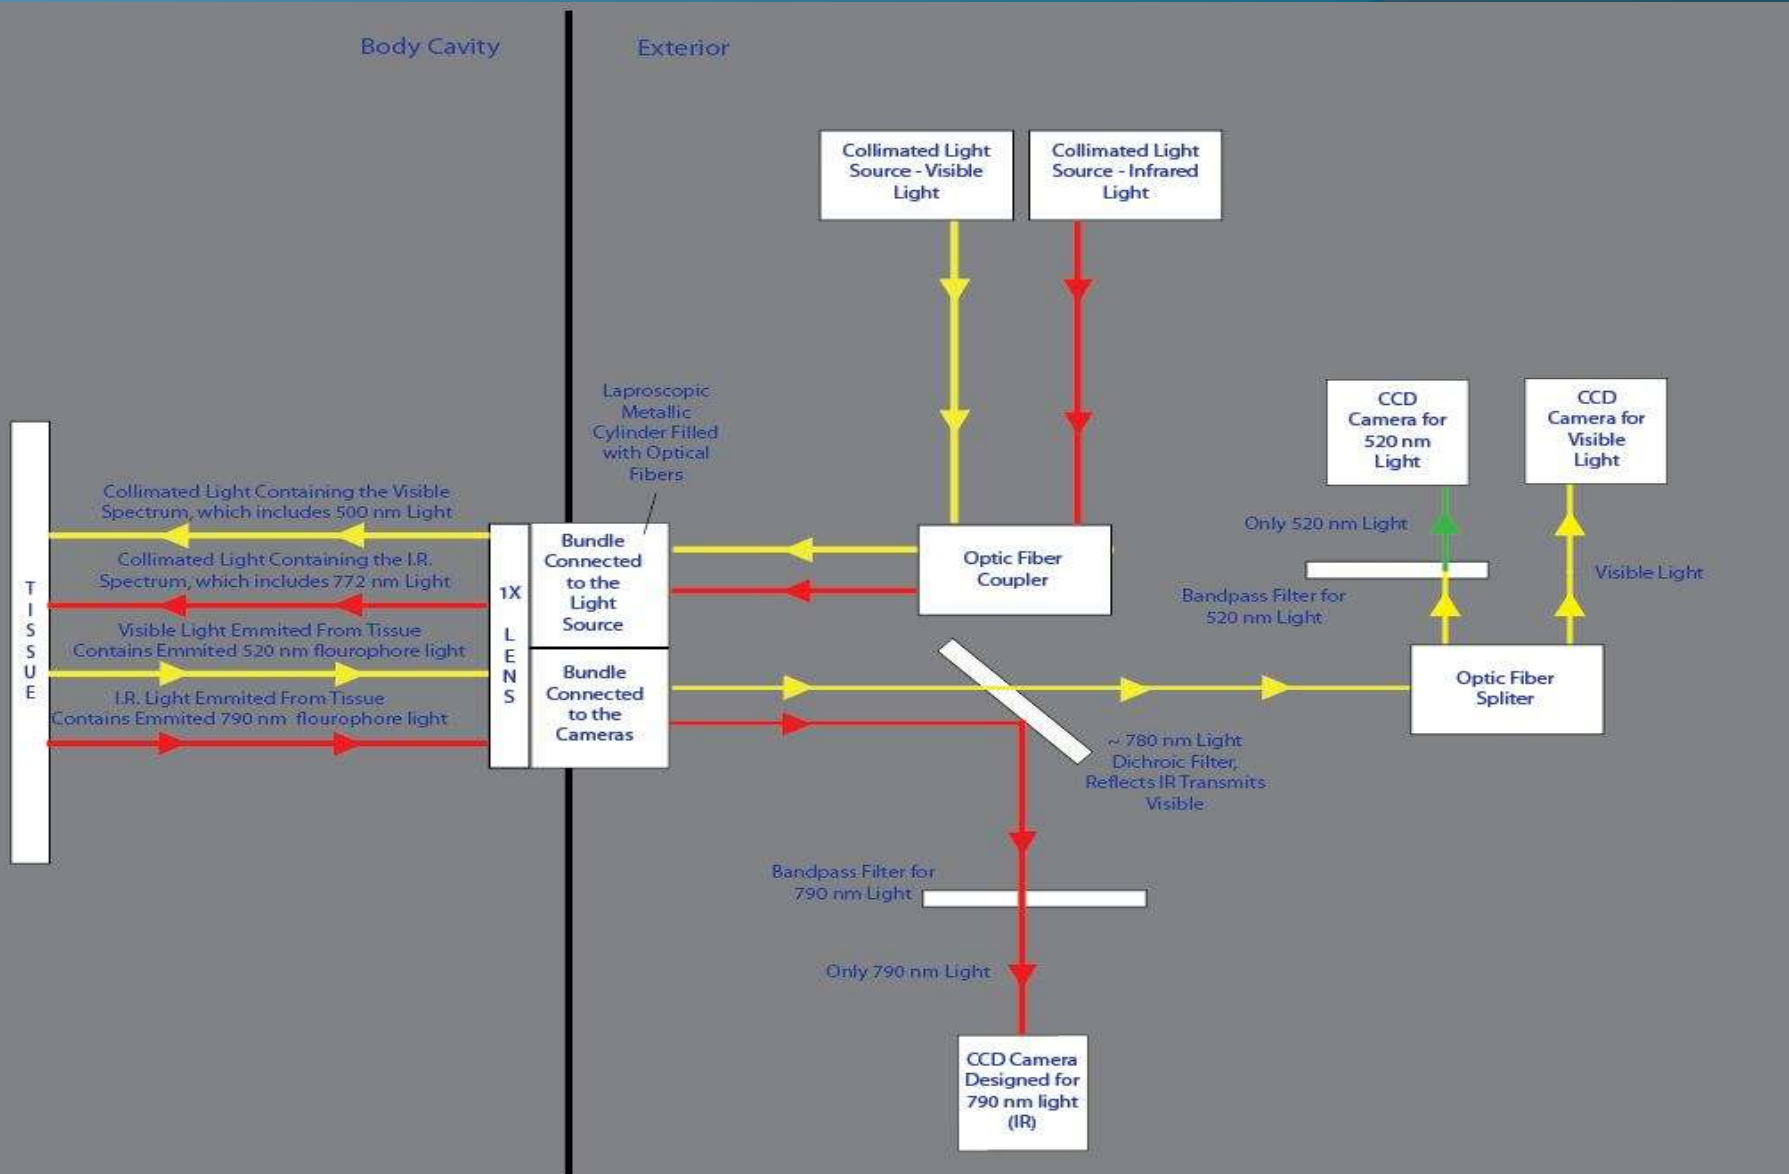 Body Cavity
Exterior
Collimated Light
Source - Visible
Light
Collimated Light
Source - Infrared
Light
Laproscopic
Metallic
Cylinder Filled
with Optical
Fibers
CCD
Camera for
520 nm
Light
CCD
Camera for
Visible
Light
Collimated Light Containing the Visible
Spectrum, which includes 500 nm Light
Collimated Light Containing the I.R.
Spectrum, which includes 772 nm Light
Visible Light Emmited From Tissue
Contains Emmited 520 nm flourophore light
I.R. Light Emmited From Tissue
Contains Emmited 790 nm flourophore light
T
I
S
S
U
E
1X
L
E
N
S
Bundle
Connected
to the
Light
Source
Bundle
Connected
to the
Cameras
Optic Fiber
Coupler
Only 520 nm Light
Bandpass Filter for
520 nm Light
Visible Light
Optic Fiber
Spliter
~ 780 nm Light
Dichroic Filter,
Reflects IR Transmits
Visible
Bandpass Filter for
790 nm Light
Only 790 nm Light
CCD Camera
Designed for
790 nm light
(IR)